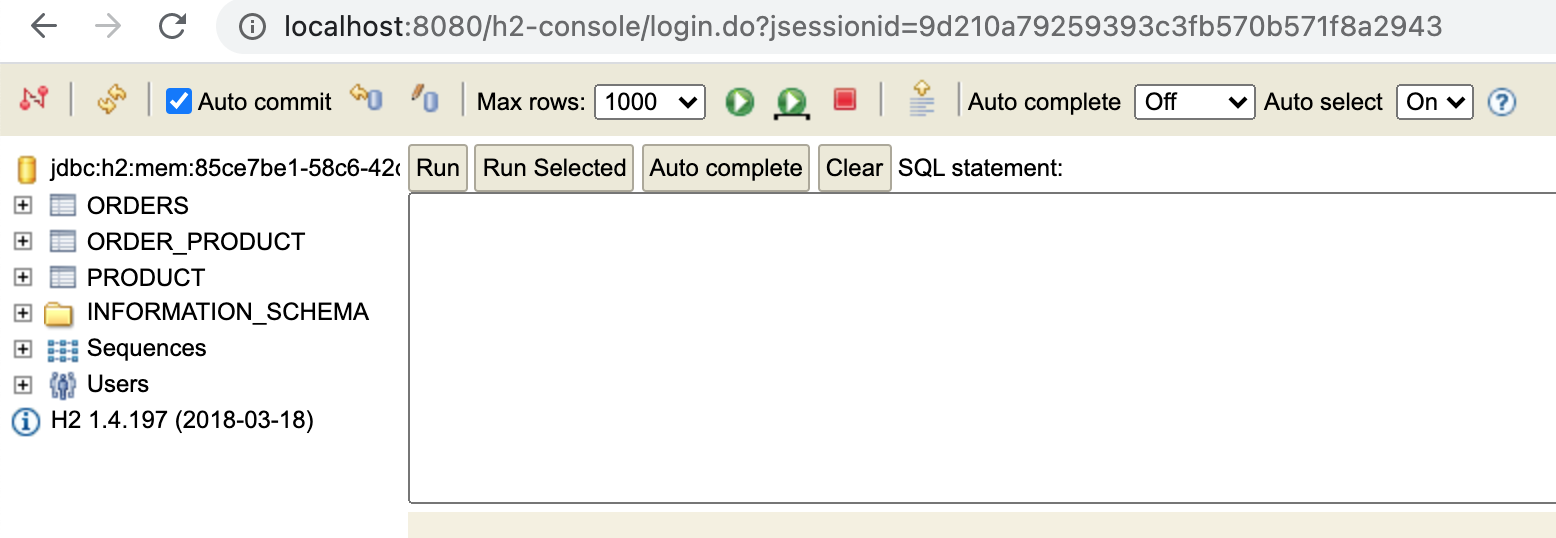 localhost:8080/h2-console/login.do?jsessionid=9d210a79259393c3fb570b571f8a2943
Auto commit Max rows: 1000 Auto complete Off Auto select On ?
jdbc:h2:mem:85ce7be1-58c6-42 Run Run Selected Auto complete Clear SQL statement:
ORDERS
ORDER_PRODUCT
PRODUCT
INFORMATION_SCHEMA
Sequences
Users
H2 1.4.197 (2018-03-18)